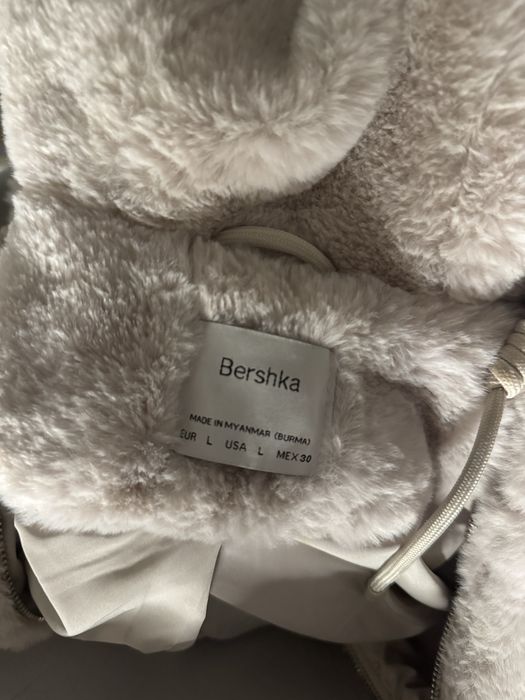 Bershka
MADE IN MYANMAR (BURMA)
EUR L USA L MEX 30